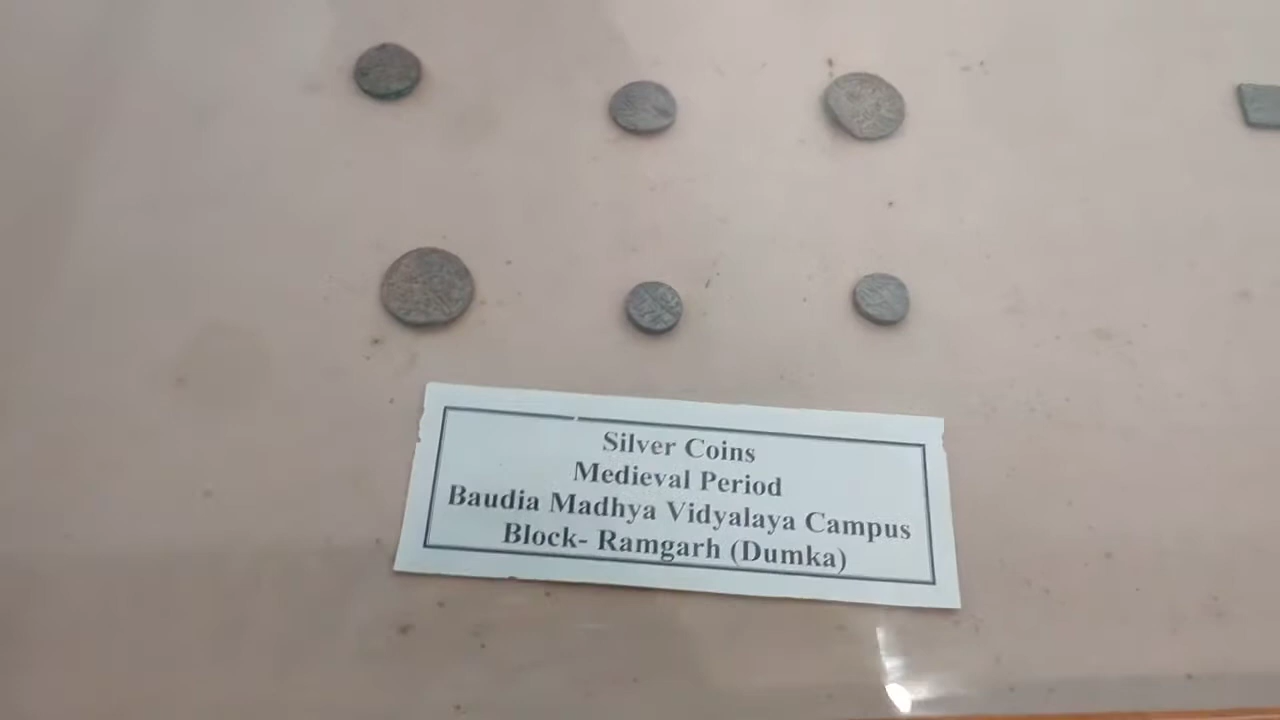 Silver Coins
Medieval Period
Baudia Madhya Vidyalaya Campus
Block- Ramgarh (Dumka)